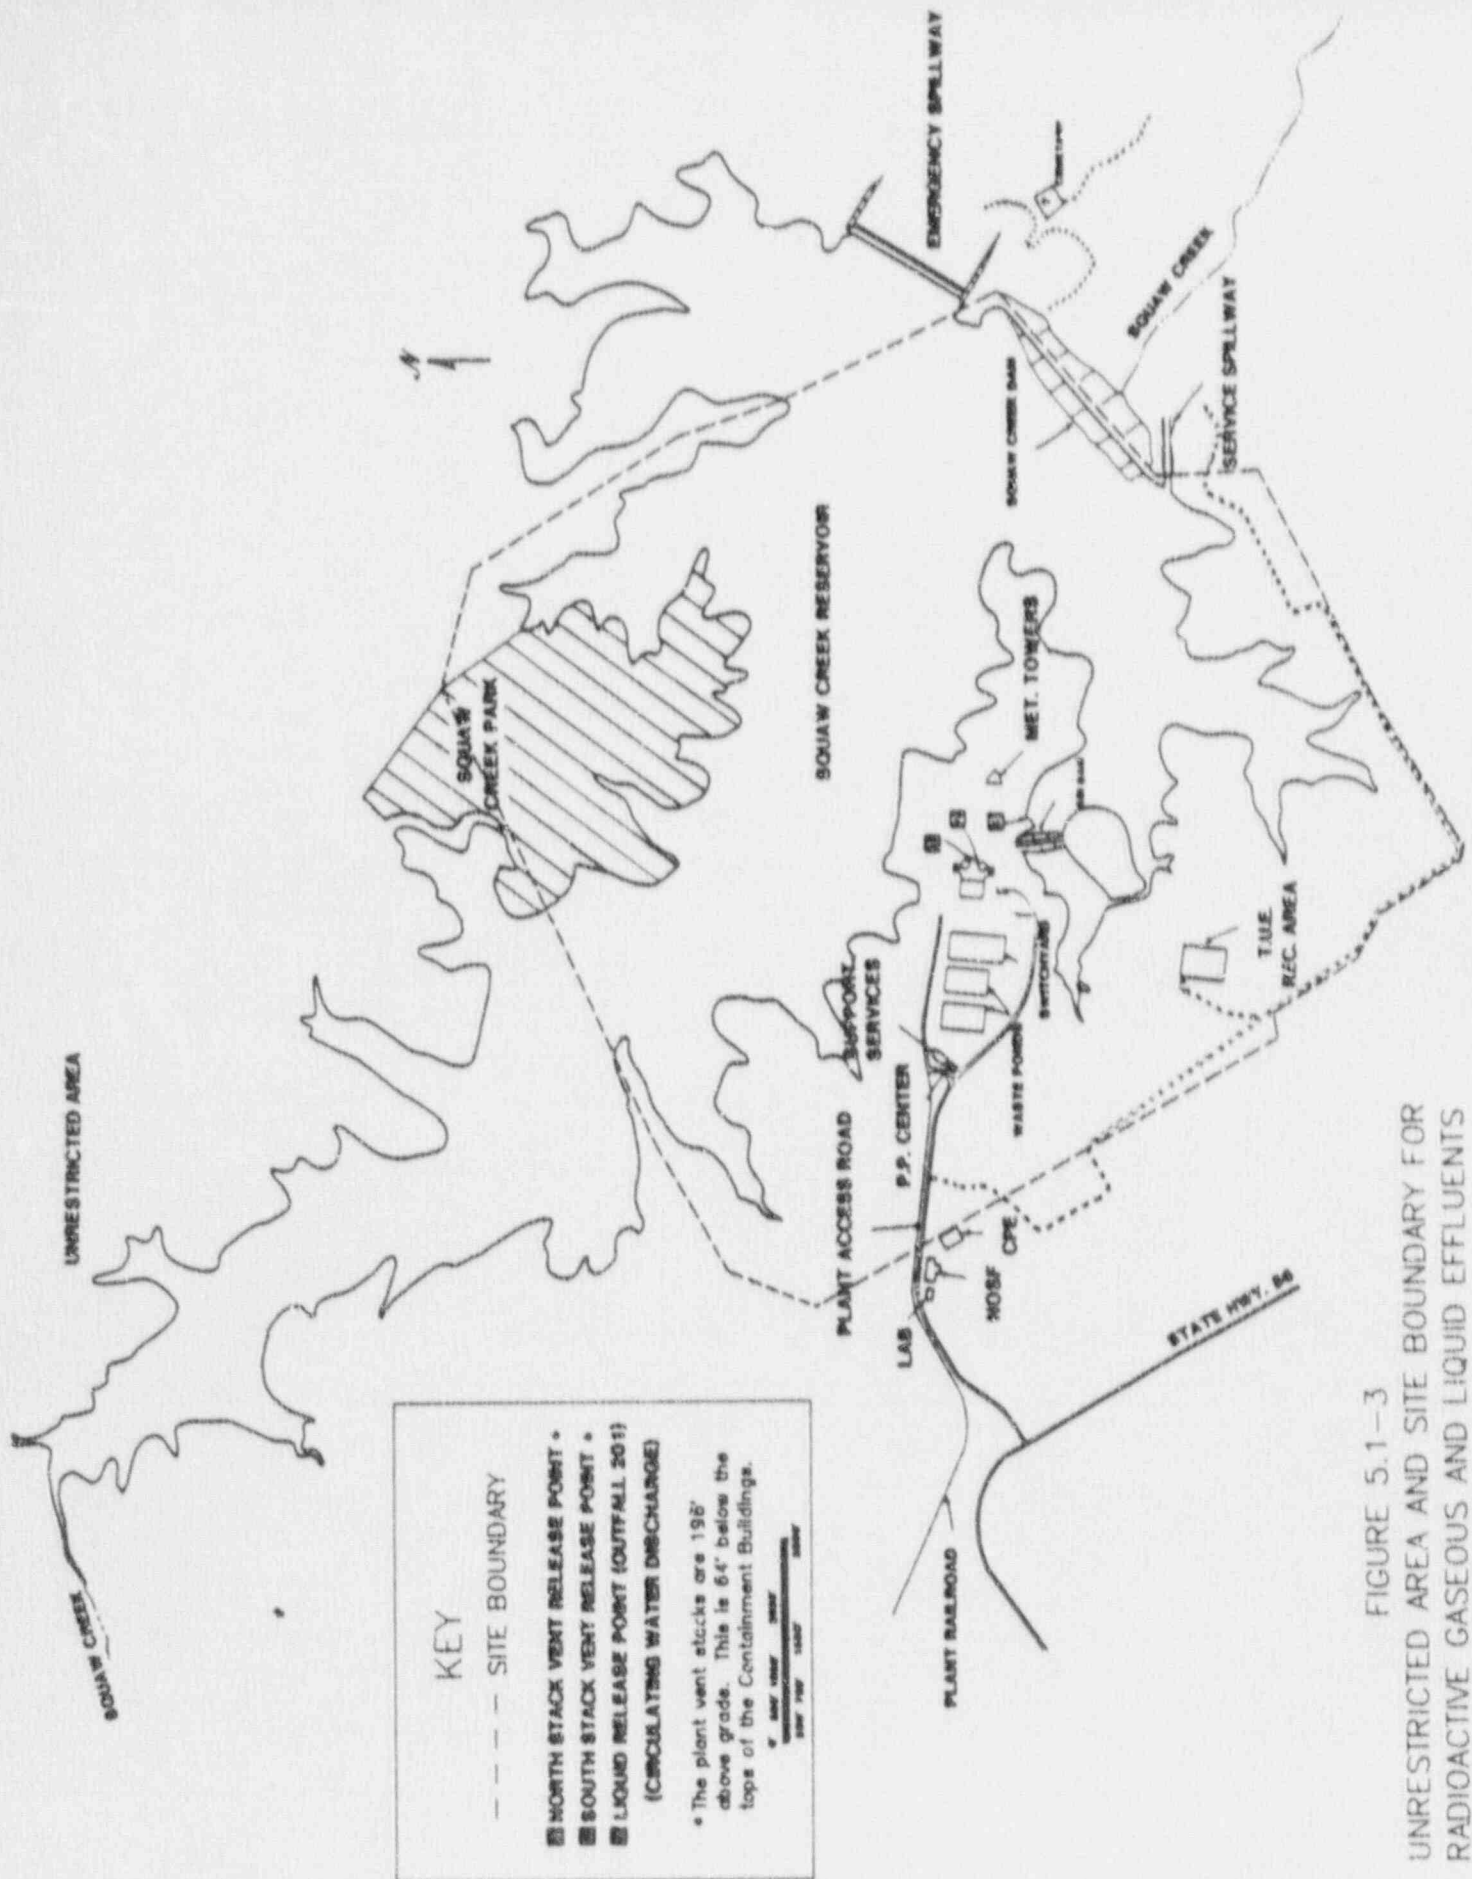 UNRESTRICTED AREA
SQUAW CREEK
N
SQUAW
CREEK PARK
EMERGENCY SPILLWAY
SQUAW CREEK RESERVOIR
SQUAW CREEK DAM
SQUAW CREEK
SERVICE SPILLWAY
MET. TOWERS
SUPPORT
SERVICES
PLANT ACCESS ROAD
P.P. CENTER
WASTE PONDS
SWITCHYARD
LAB
NOSF
CPE
T.U.E.
REC. AREA
STATE HWY. 56
PLANT RAILROAD
KEY
SITE BOUNDARY
NORTH STACK VENT RELEASE POINT *
SOUTH STACK VENT RELEASE POINT *
LIQUID RELEASE POINT (OUTFALL 201)
(CIRCULATING WATER DISCHARGE)
* The plant vent stacks are 196'
above grade. This is 64' below the
tops of the Containment Buildings.
FIGURE 5.1-3
UNRESTRICTED AREA AND SITE BOUNDARY FOR
RADIOACTIVE GASEOUS AND LIQUID EFFLUENTS